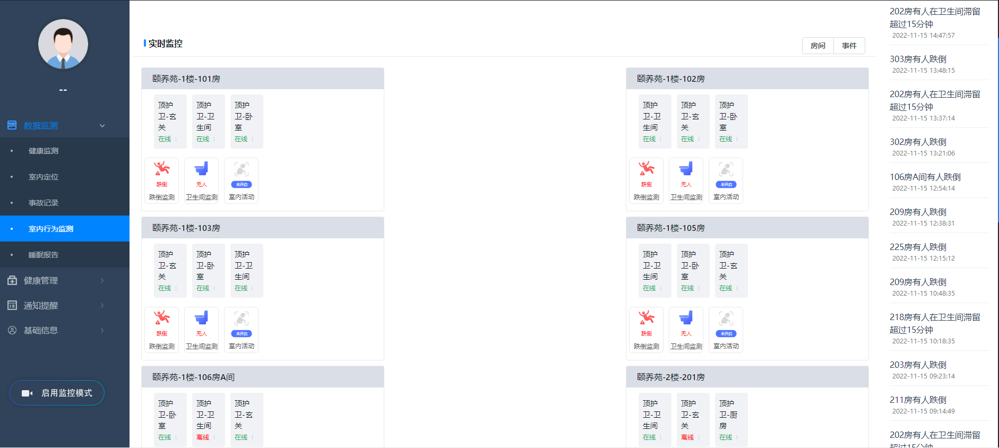 --
数据监测
健康监测
室内定位
事故记录
室内行为监测
睡眠报告
健康管理
通知提醒
基础信息
启用监控模式
实时监控
房间 事件
颐养苑-1楼-101房
顶护
卫-玄
关
在线
顶护
卫-卫
生间
在线
顶护
卫-卧
室
在线
跌倒
跌倒监测
无人
卫生间监测
未开启
室内活动
颐养苑-1楼-102房
顶护
卫-卫
生间
在线
顶护
卫-玄
关
在线
顶护
卫-卧
室
在线
跌倒
跌倒监测
无人
卫生间监测
未开启
室内活动
颐养苑-1楼-103房
顶护
卫-玄
关
在线
顶护
卫-卧
室
在线
顶护
卫-卫
生间
在线
跌倒
跌倒监测
无人
卫生间监测
未开启
室内活动
颐养苑-1楼-105房
顶护
卫-卫
生间
在线
顶护
卫-卧
室
在线
顶护
卫-玄
关
在线
跌倒
跌倒监测
无人
卫生间监测
未开启
室内活动
颐养苑-1楼-106房A间
顶护
卫-卧
室
在线
顶护
卫-卫
生间
离线
顶护
卫-玄
关
在线
颐养苑-2楼-201房
顶护
卫-卫
生间
在线
顶护
卫-玄
关
离线
顶护
卫-厨
房
在线
202房有人在卫生间滞留
超过15分钟
2022-11-15 14:47:57
303房有人跌倒
2022-11-15 13:48:15
202房有人在卫生间滞留
超过15分钟
2022-11-15 13:37:14
302房有人跌倒
2022-11-15 13:21:06
106房A间有人跌倒
2022-11-15 12:54:14
209房有人跌倒
2022-11-15 12:38:31
225房有人跌倒
2022-11-15 12:15:12
209房有人跌倒
2022-11-15 10:48:35
218房有人在卫生间滞留
超过15分钟
2022-11-15 10:18:35
203房有人跌倒
2022-11-15 09:23:14
211房有人跌倒
2022-11-15 09:14:49
202房有人在卫生间滞留
超过15分钟